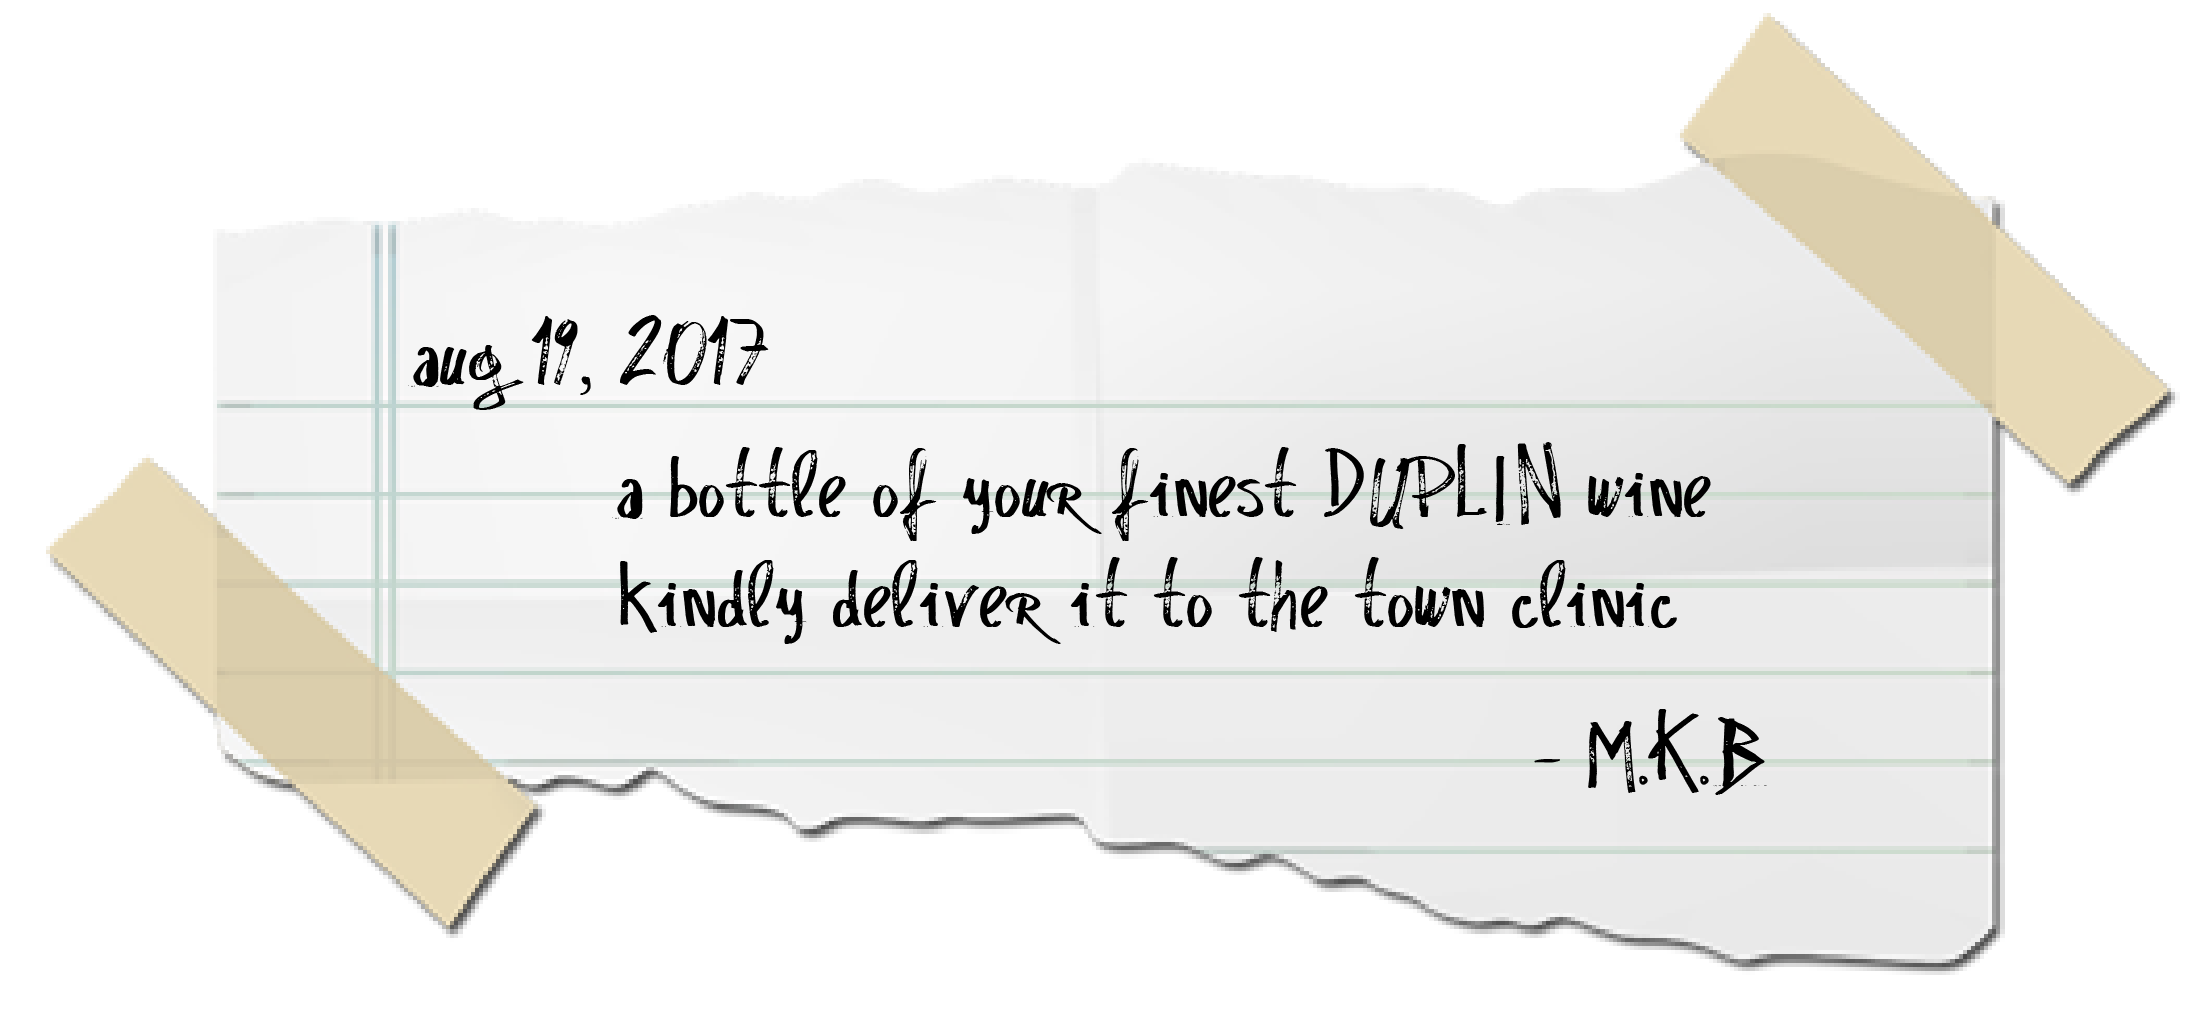 aug 19, 2017
a bottle of your finest DUPLIN wine
kindly deliver it to the town clinic
- M.K.B